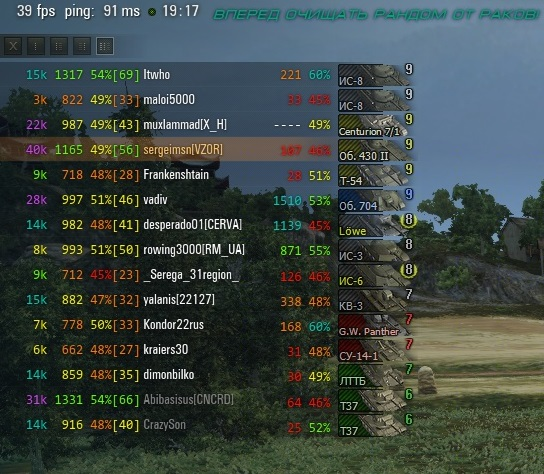 39 fps ping: 91 ms 19:17 ВПЕРЕД ОЧИЩАТЬ РАНДОМ ОТ РАКОВ!
15k 1317 54%[69] Itwho 221 60% ИС-8 9
3k 822 49%[33] maloi5000 33 45% ИС-8 9
22k 987 49%[43] muxlammad[X_H] ---- 49% Centurion 7/1 9
40k 1165 49%[56] sergeimsn[VZOR] 307 46% Об. 430 II 9
9k 718 48%[28] Frankenshtain 28 51% Т-54 9
28k 997 51%[46] vadiv 1510 53% Об. 704 9
14k 982 48%[41] desperado01[CERVA] 1139 45% Löwe 8
8k 993 51%[50] rowing3000[RM_UA] 871 55% ИС-3 8
9k 712 45%[23] _Serega_31region_ 126 46% ИС-6 8
15k 882 47%[32] yalanis[22127] 338 48% КВ-3 7
7k 778 50%[33] Kondor22rus 168 60% G.W. Panther 7
6k 662 48%[27] kraiers30 31 48% СУ-14-1 7
14k 859 48%[35] dimonbilko 30 49% ЛТТБ 7
31k 1331 54%[66] Abibasisus[CNCRD] 64 46% T37 6
14k 916 48%[40] CrazySon 25 52% T37 6